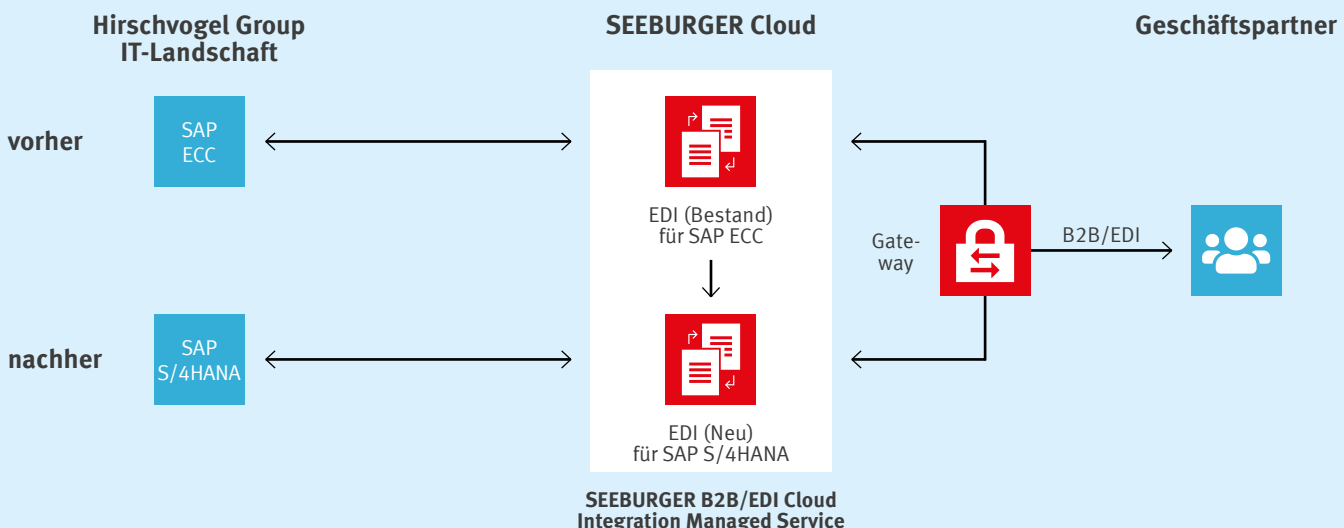 Hirschvogel Group
IT-Landschaft
SEEBURGER Cloud
Geschäftspartner
vorher
SAP
ECC
EDI (Bestand)
für SAP ECC
Gate-
way
B2B/EDI
nachher
SAP
S/4HANA
EDI (Neu)
für SAP S/4HANA
SEEBURGER B2B/EDI Cloud
Integration Managed Service